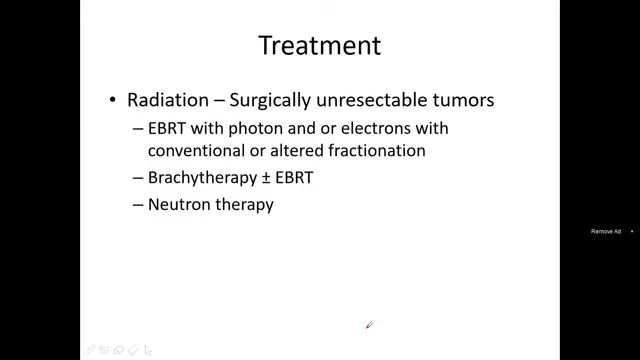 Treatment
• Radiation – Surgically unresectable tumors
– EBRT with photon and or electrons with
conventional or altered fractionation
– Brachytherapy ± EBRT
– Neutron therapy
Remove Ad